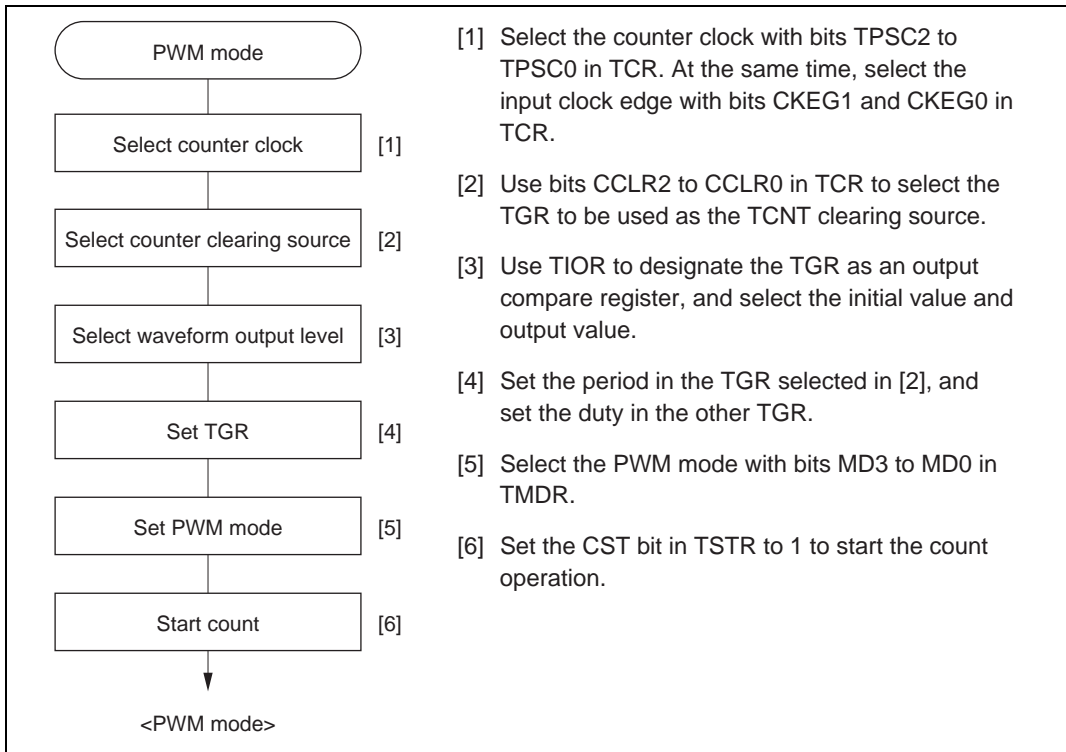 PWM mode
Select counter clock [1]
Select counter clearing source [2]
Select waveform output level [3]
Set TGR [4]
Set PWM mode [5]
Start count [6]
<PWM mode>
[1] Select the counter clock with bits TPSC2 to
TPSC0 in TCR. At the same time, select the
input clock edge with bits CKEG1 and CKEG0 in
TCR.
[2] Use bits CCLR2 to CCLR0 in TCR to select the
TGR to be used as the TCNT clearing source.
[3] Use TIOR to designate the TGR as an output
compare register, and select the initial value and
output value.
[4] Set the period in the TGR selected in [2], and
set the duty in the other TGR.
[5] Select the PWM mode with bits MD3 to MD0 in
TMDR.
[6] Set the CST bit in TSTR to 1 to start the count
operation.